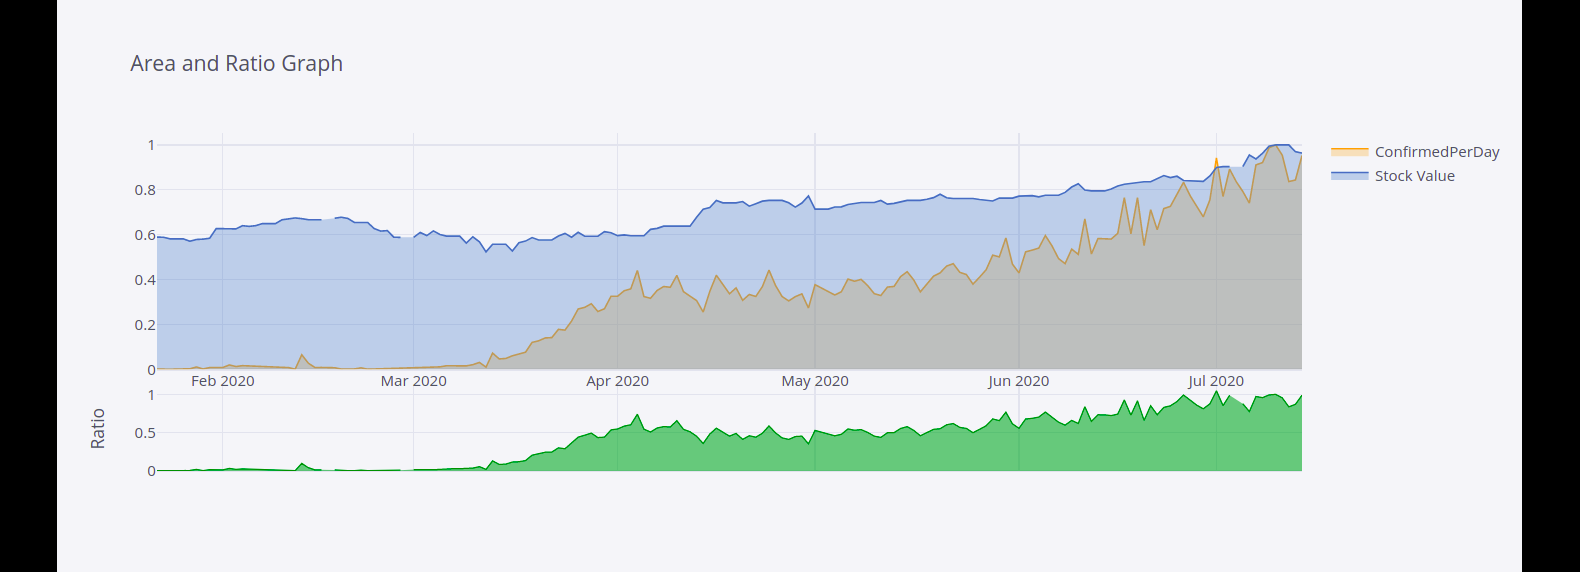 Area and Ratio Graph
ConfirmedPerDay
Stock Value
1
0.8
0.6
0.4
0.2
0
Feb 2020 Mar 2020 Apr 2020 May 2020 Jun 2020 Jul 2020
Ratio
1
0.5
0